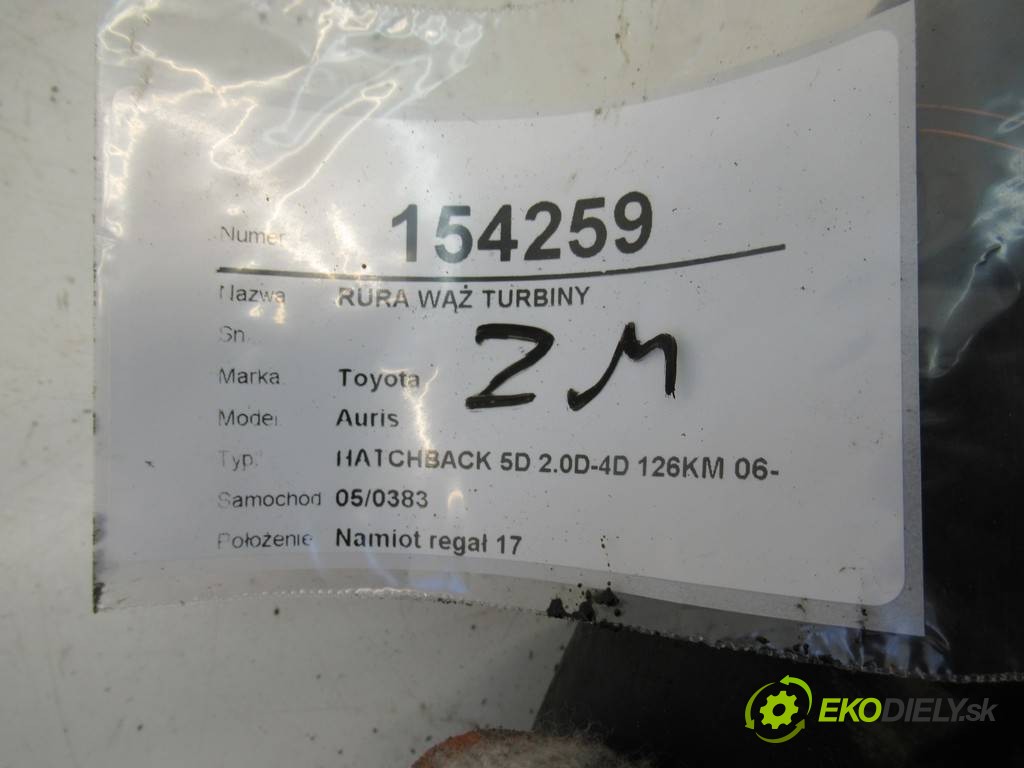 Numer 154259
Nazwa RURA WĄŻ TURBINY
Sn.
ZM
Marka Toyota
Model Auris
Typ. HATCHBACK 5D 2.0D-4D 126KM 06-
Samochod 05/0383
Położenie Namiot regał 17
EKODIELY.sk